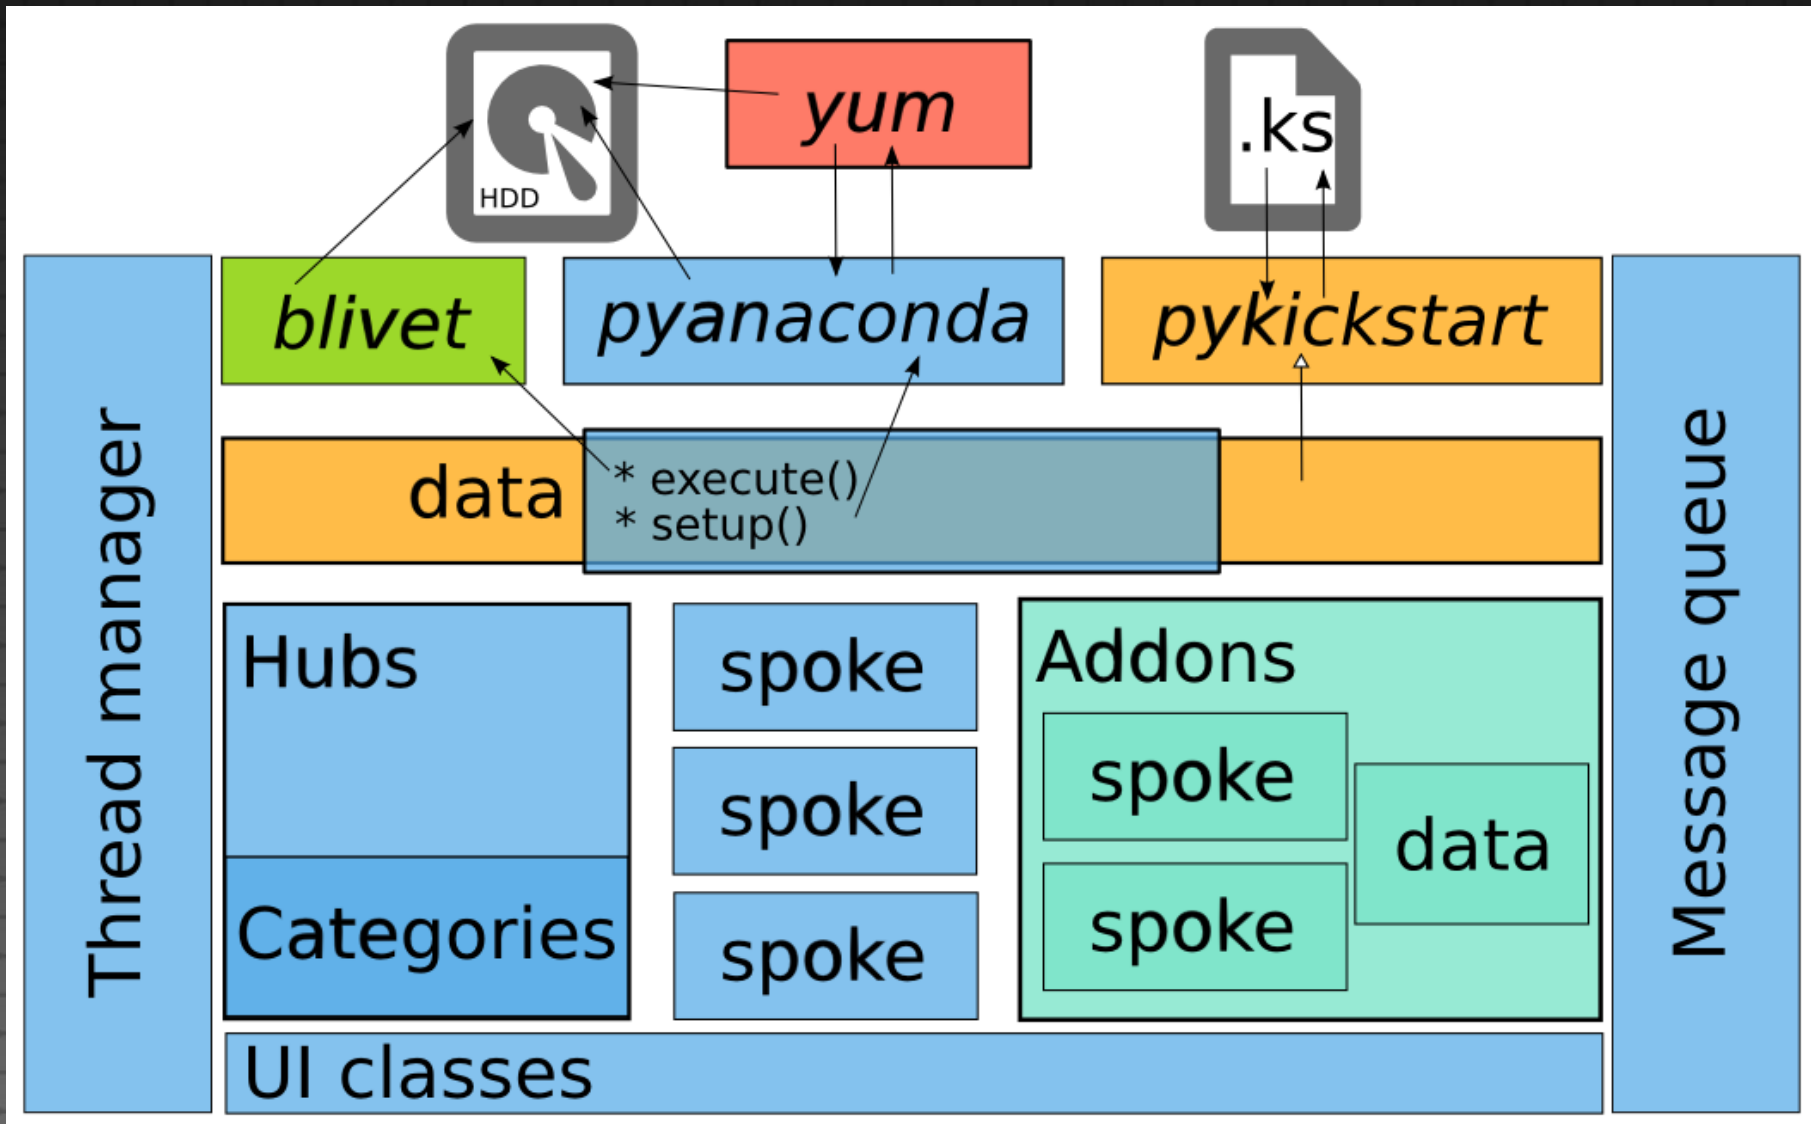 HDD
yum
.ks
blivet
pyanaconda
pykickstart
data
* execute()
* setup()
Thread manager
Message queue
Hubs
Categories
spoke
spoke
spoke
Addons
spoke
spoke
data
UI classes